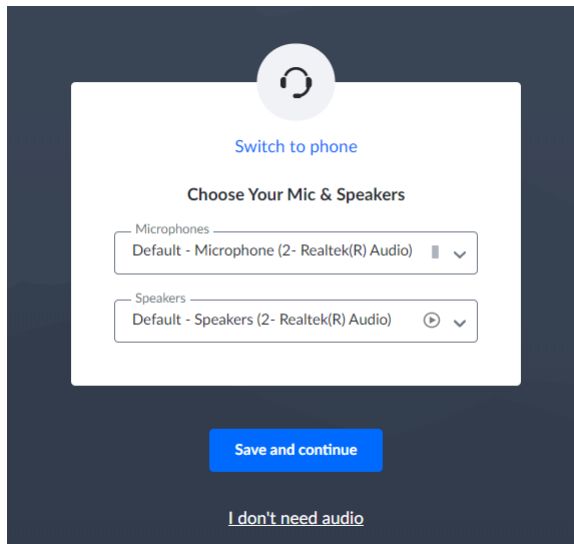 Switch to phone
Choose Your Mic & Speakers
Microphones
Default - Microphone (2- Realtek(R) Audio)
Speakers
Default - Speakers (2- Realtek(R) Audio)
Save and continue
I don't need audio